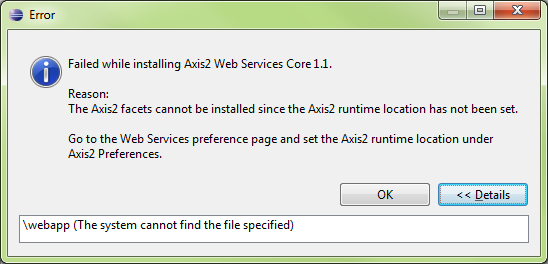 Error
Failed while installing Axis2 Web Services Core 1.1.
Reason:
The Axis2 facets cannot be installed since the Axis2 runtime location has not been set.
Go to the Web Services preference page and set the Axis2 runtime location under
Axis2 Preferences.
OK
<< Details
\webapp (The system cannot find the file specified)